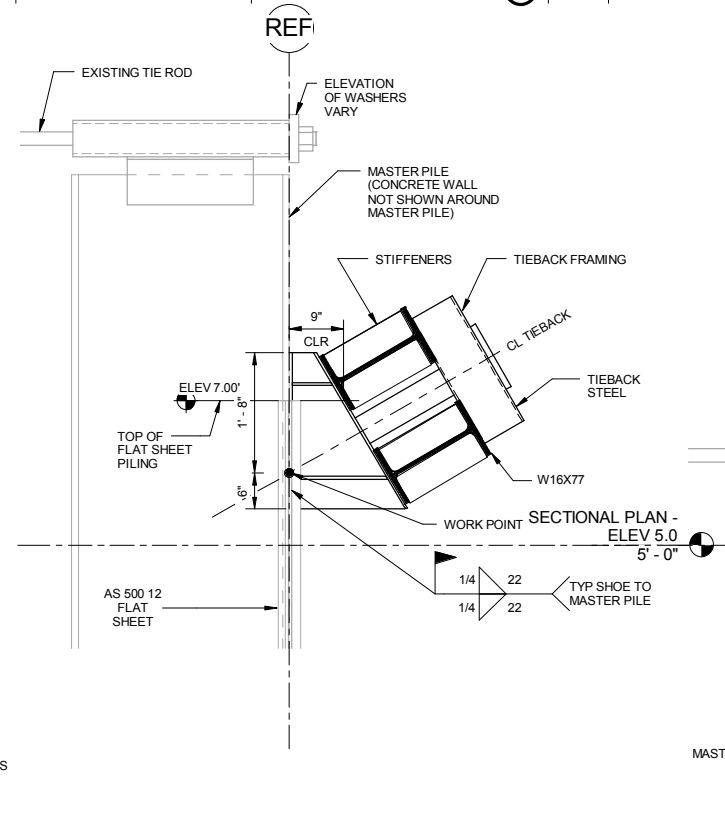 REF
EXISTING TIE ROD
ELEVATION
OF WASHERS
VARY
MASTER PILE
(CONCRETE WALL
NOT SHOWN AROUND
MASTER PILE)
STIFFENERS
TIEBACK FRAMING
9"
CLR
CL TIEBACK
ELEV 7.00'
1' - 8"
TOP OF
FLAT SHEET
PILING
TIEBACK
STEEL
W16X77
6"
WORK POINT
SECTIONAL PLAN -
ELEV 5.0
5' - 0"
AS 500 12
FLAT
SHEET
1/4 22
1/4 22
TYP SHOE TO
MASTER PILE
MAST
S